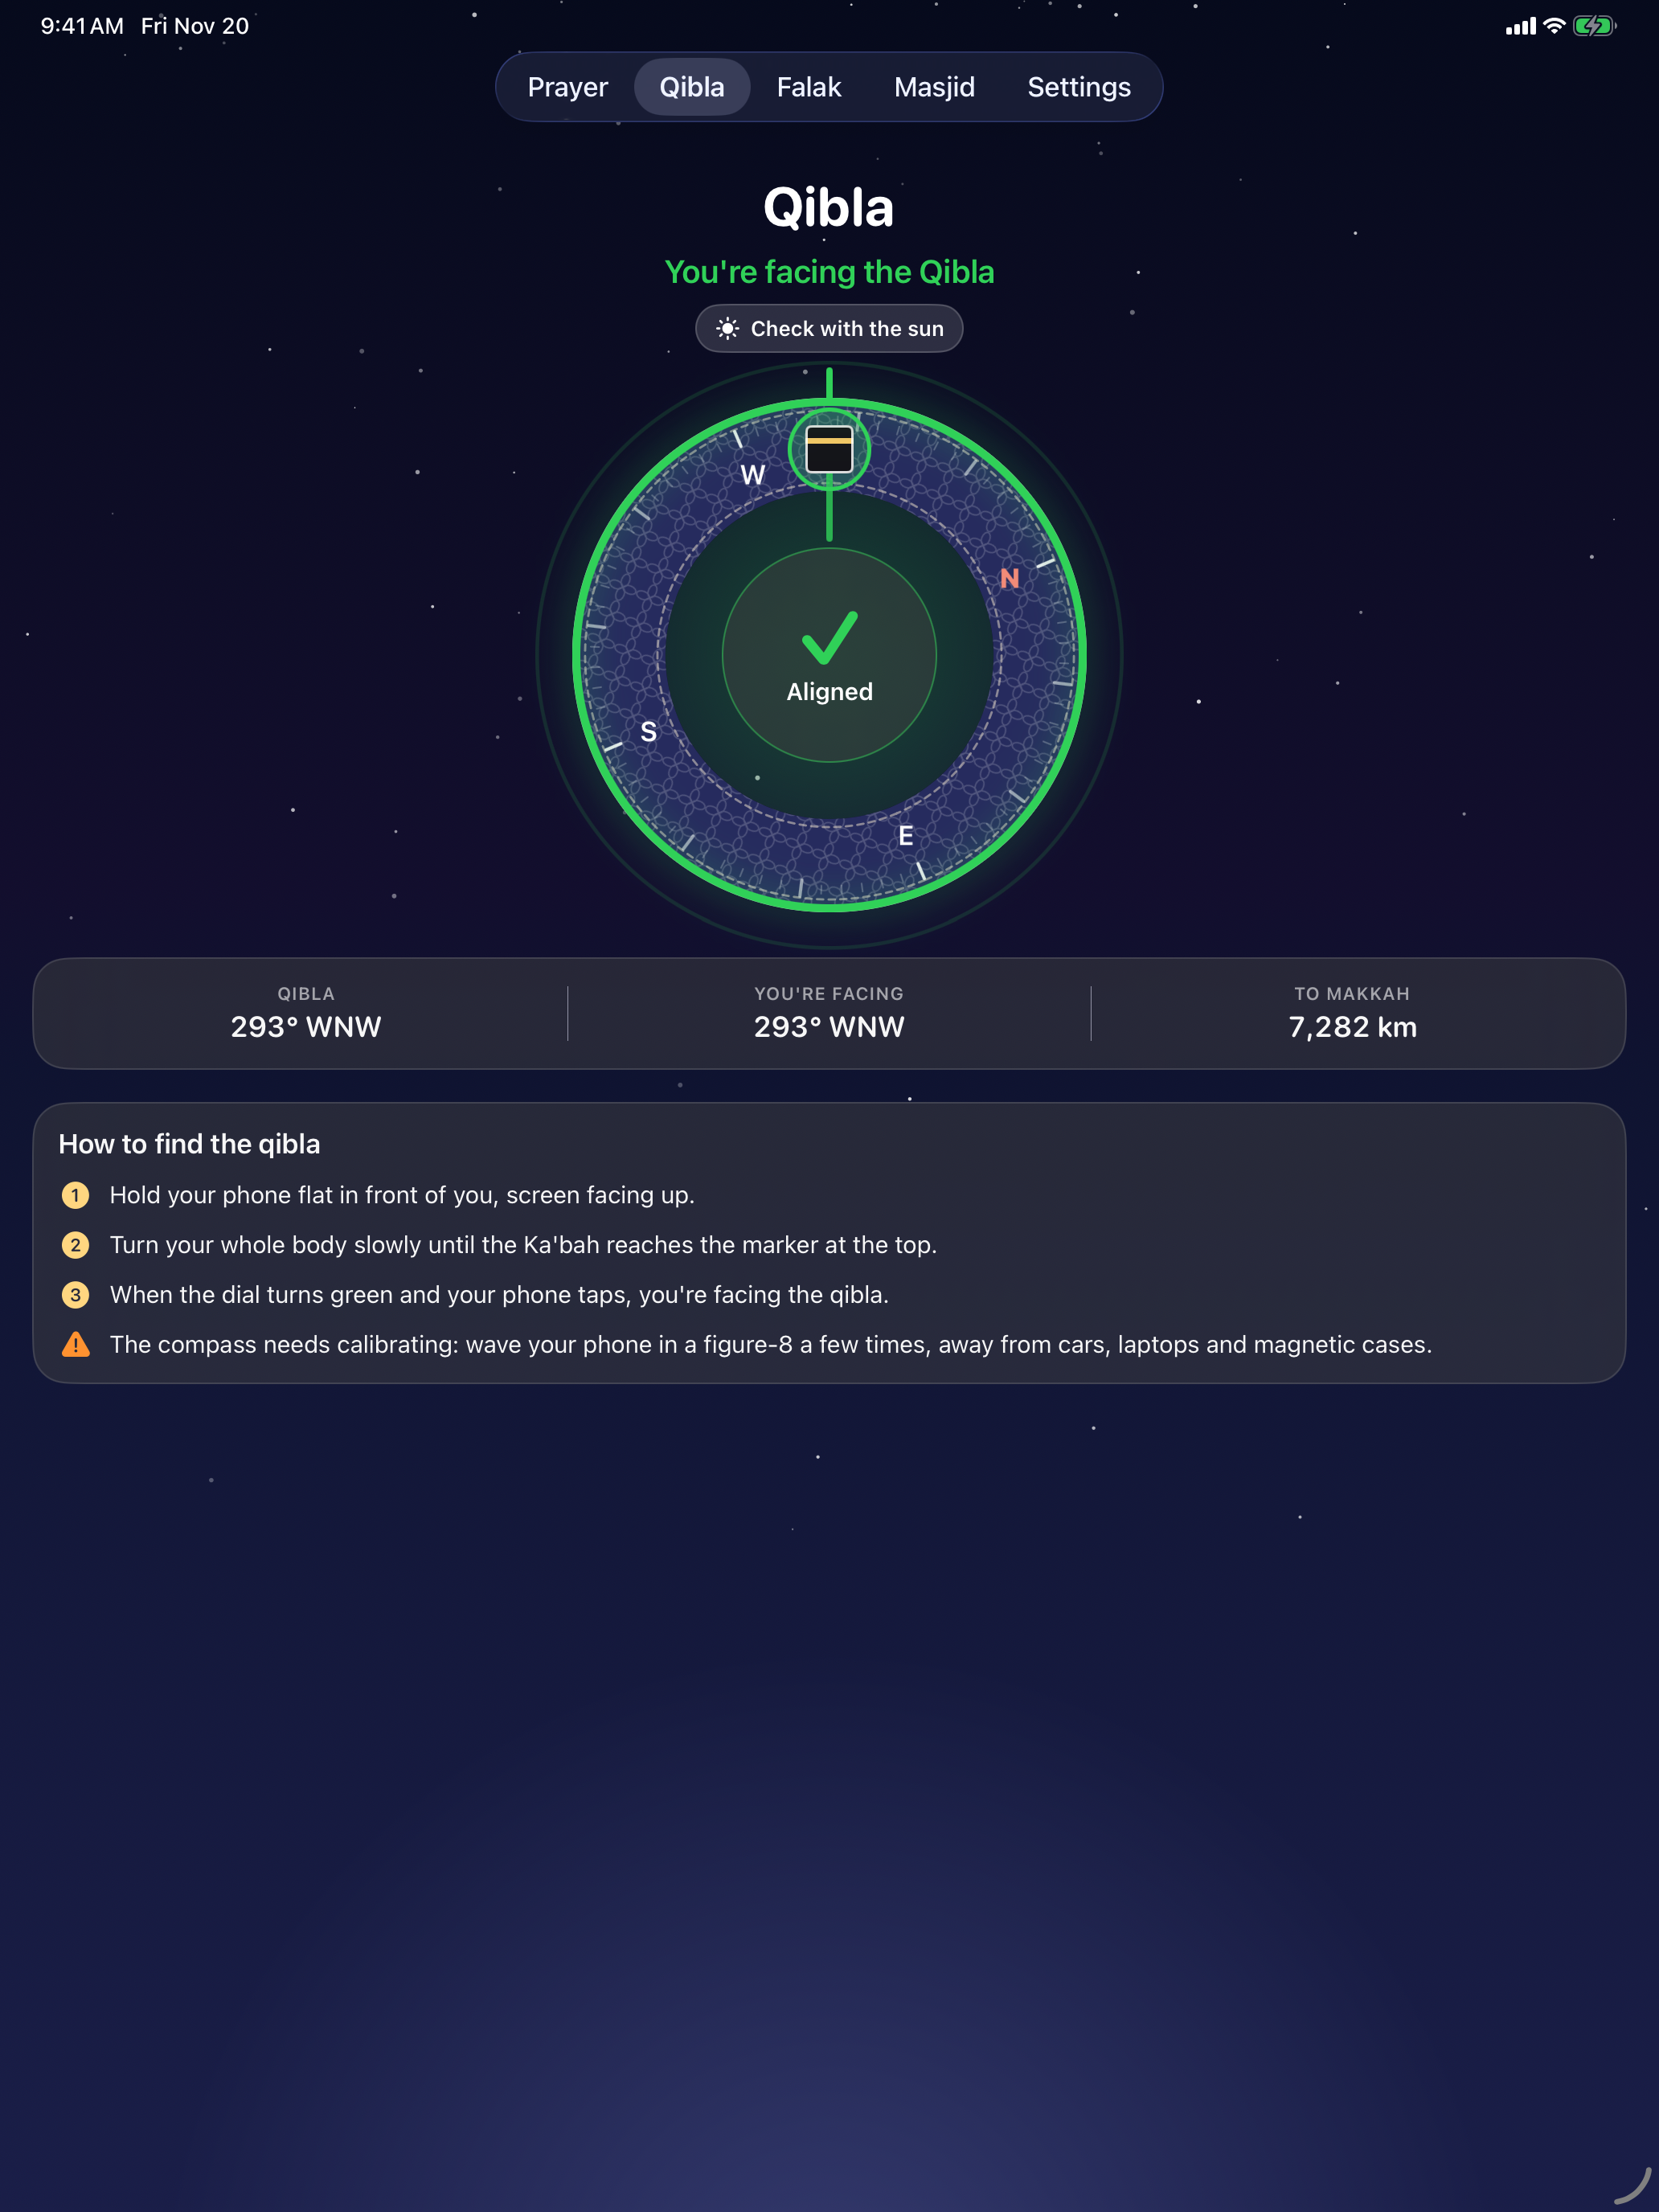 9:41 AM Fri Nov 20
Prayer Qibla Falak Masjid Settings
Qibla
You're facing the Qibla
Check with the sun
W
N
Aligned
S
E
QIBLA YOU'RE FACING TO MAKKAH
293° WNW 293° WNW 7,282 km
How to find the qibla
1 Hold your phone flat in front of you, screen facing up.
2 Turn your whole body slowly until the Ka'bah reaches the marker at the top.
3 When the dial turns green and your phone taps, you're facing the qibla.
The compass needs calibrating: wave your phone in a figure-8 a few times, away from cars, laptops and magnetic cases.